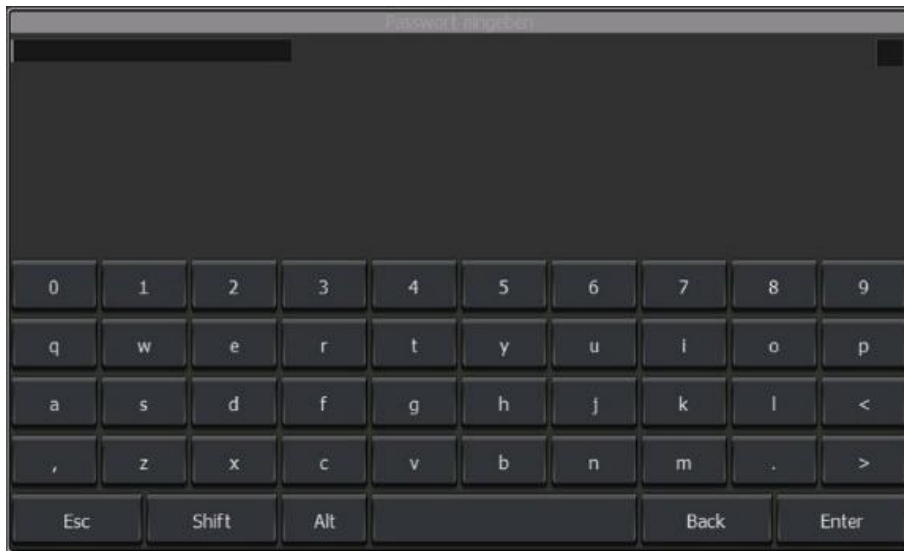 Passwort eingeben
0 1 2 3 4 5 6 7 8 9
q w e r t y u i o p
a s d f g h j k l <
, z x c v b n m . >
Esc Shift Alt Back Enter